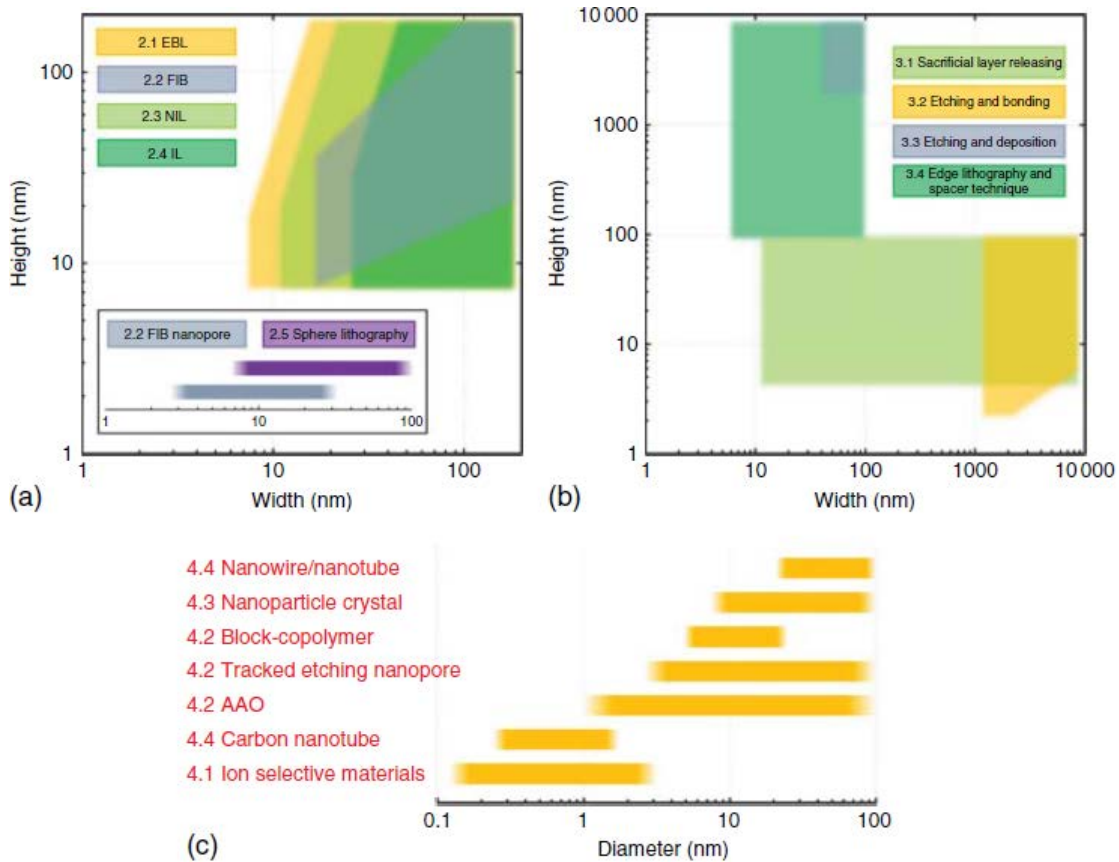 2.1 EBL
2.2 FIB
2.3 NIL
2.4 IL
100
10
1
Height (nm)
2.2 FIB nanopore
2.5 Sphere lithography
1
10
100
1
10
100
Width (nm)
(a)
10 000
1000
100
10
1
Height (nm)
3.1 Sacrificial layer releasing
3.2 Etching and bonding
3.3 Etching and deposition
3.4 Edge lithography and
spacer technique
1
10
100
1000
10 000
Width (nm)
(b)
4.4 Nanowire/nanotube
4.3 Nanoparticle crystal
4.2 Block-copolymer
4.2 Tracked etching nanopore
4.2 AAO
4.4 Carbon nanotube
4.1 Ion selective materials
0.1
1
10
100
Diameter (nm)
(c)